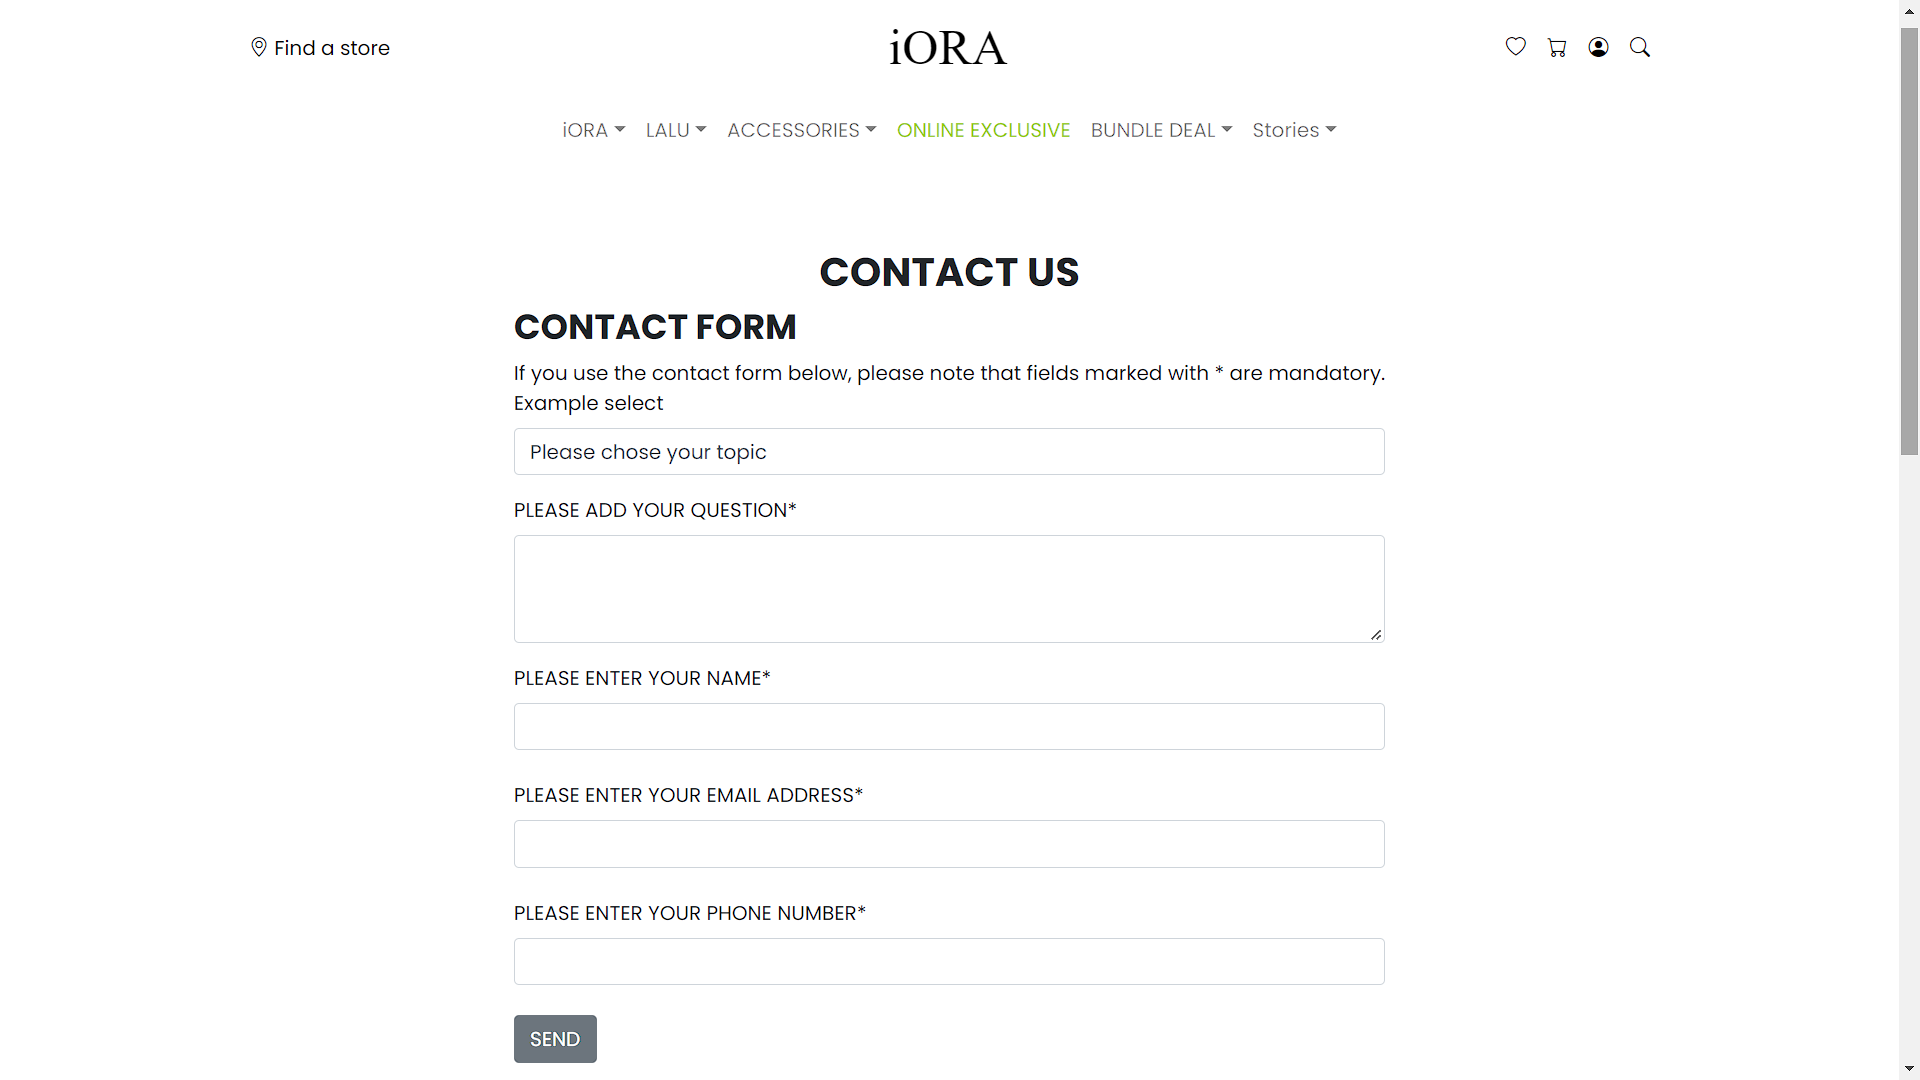 Find a store
iORA
iORA LALU ACCESSORIES ONLINE EXCLUSIVE BUNDLE DEAL Stories
CONTACT US
CONTACT FORM
If you use the contact form below, please note that fields marked with * are mandatory.
Example select
Please chose your topic
PLEASE ADD YOUR QUESTION*
PLEASE ENTER YOUR NAME*
PLEASE ENTER YOUR EMAIL ADDRESS*
PLEASE ENTER YOUR PHONE NUMBER*
SEND